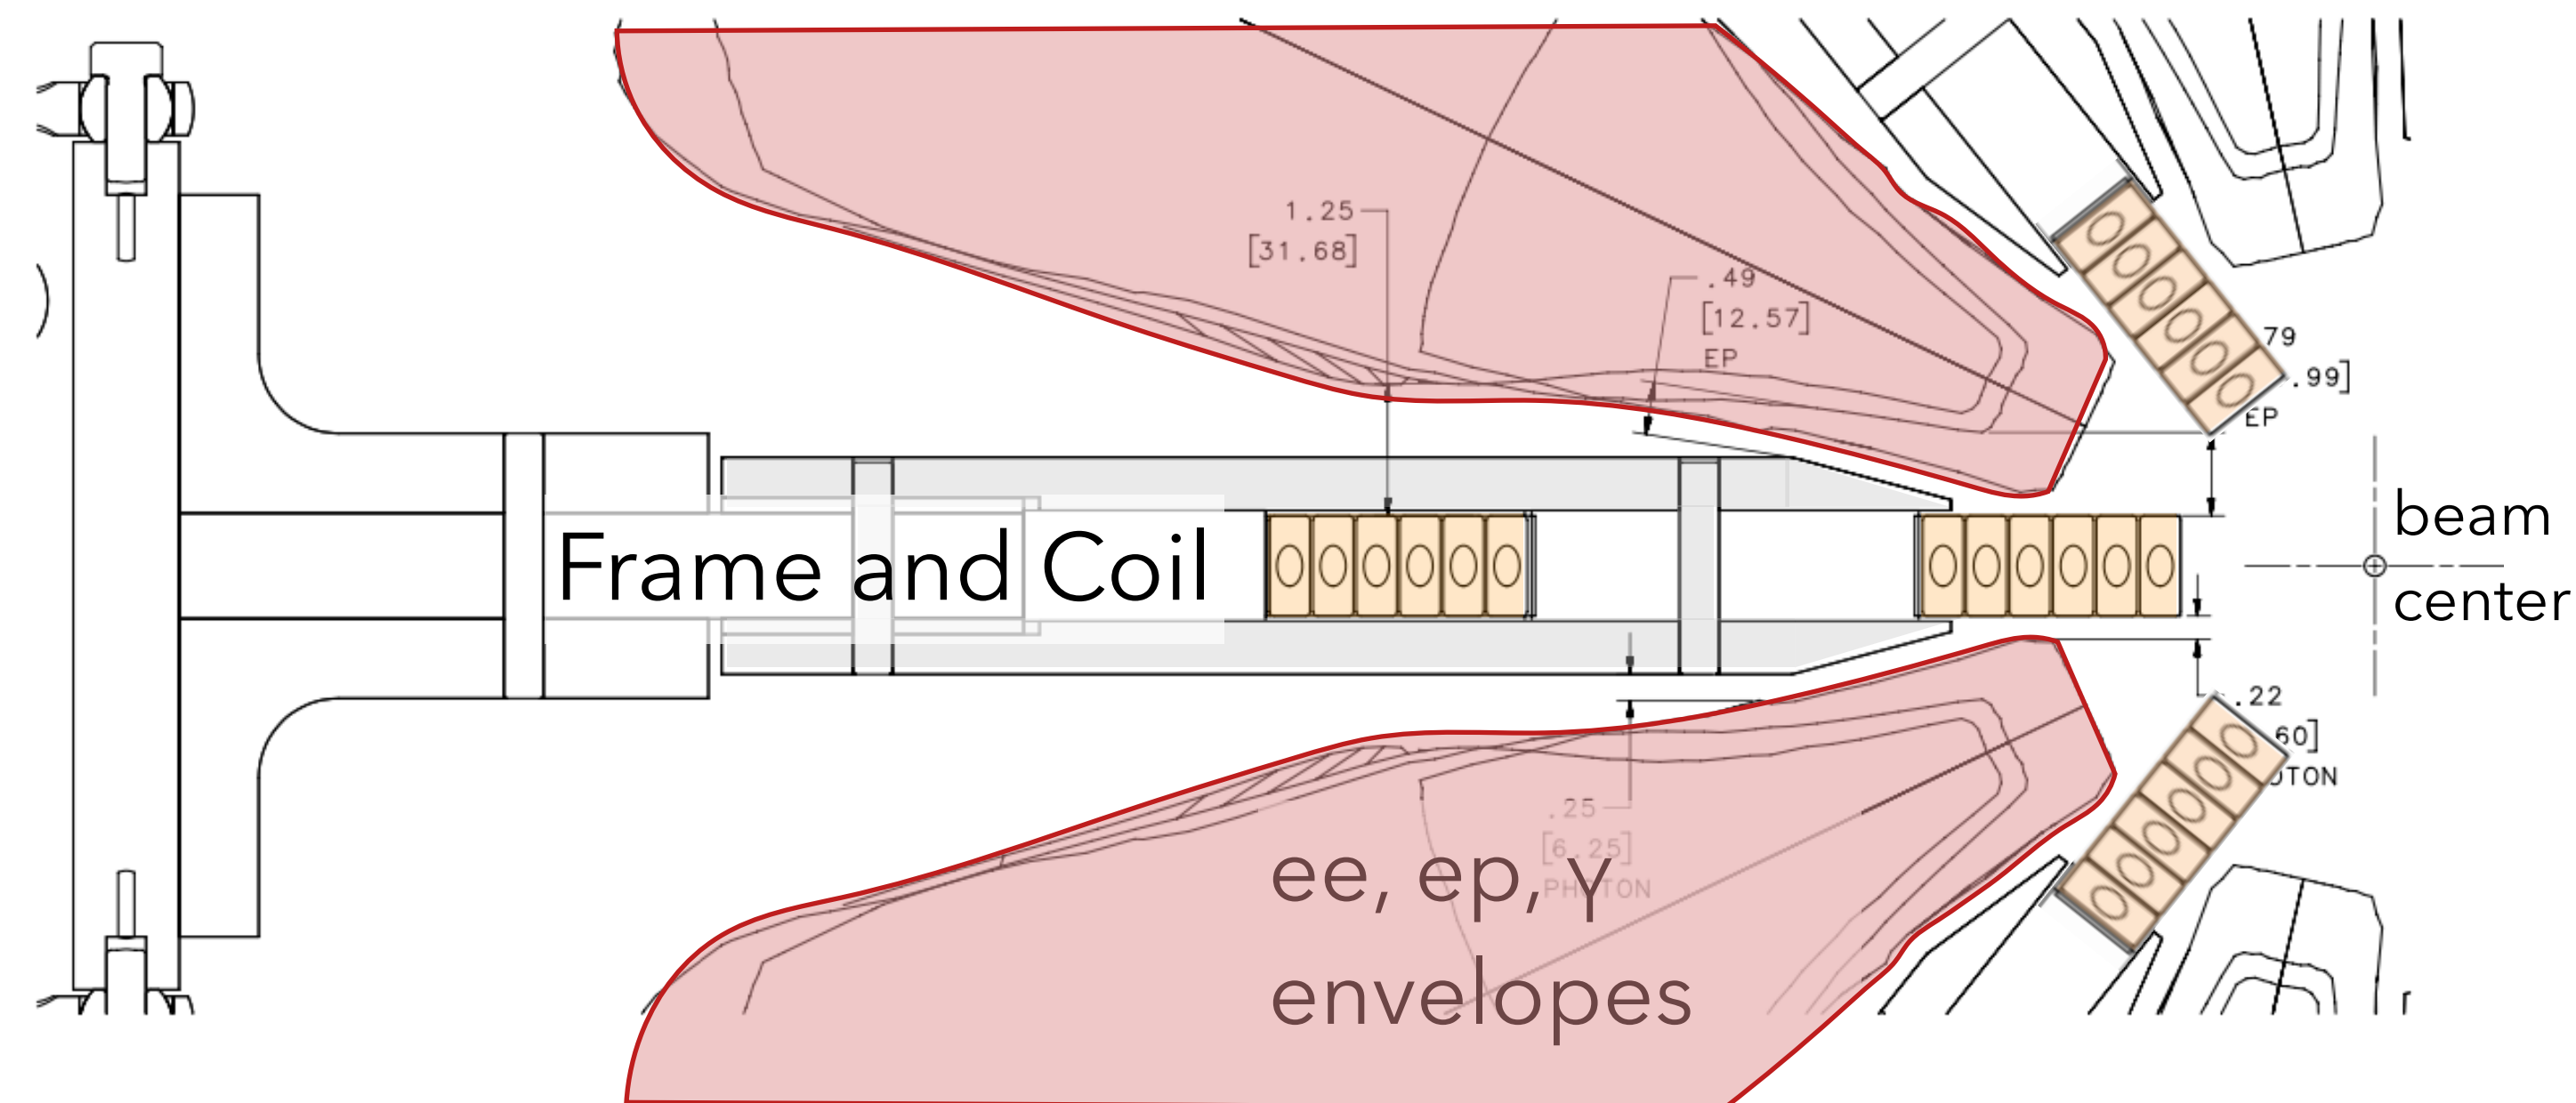 1.25
[31.68]
.49
[12.57]
EP
79
.99]
EP
beam
center
Frame and Coil
.22
60]
OTON
.25
[6.25]
PHOTON
ee, ep, γ
envelopes